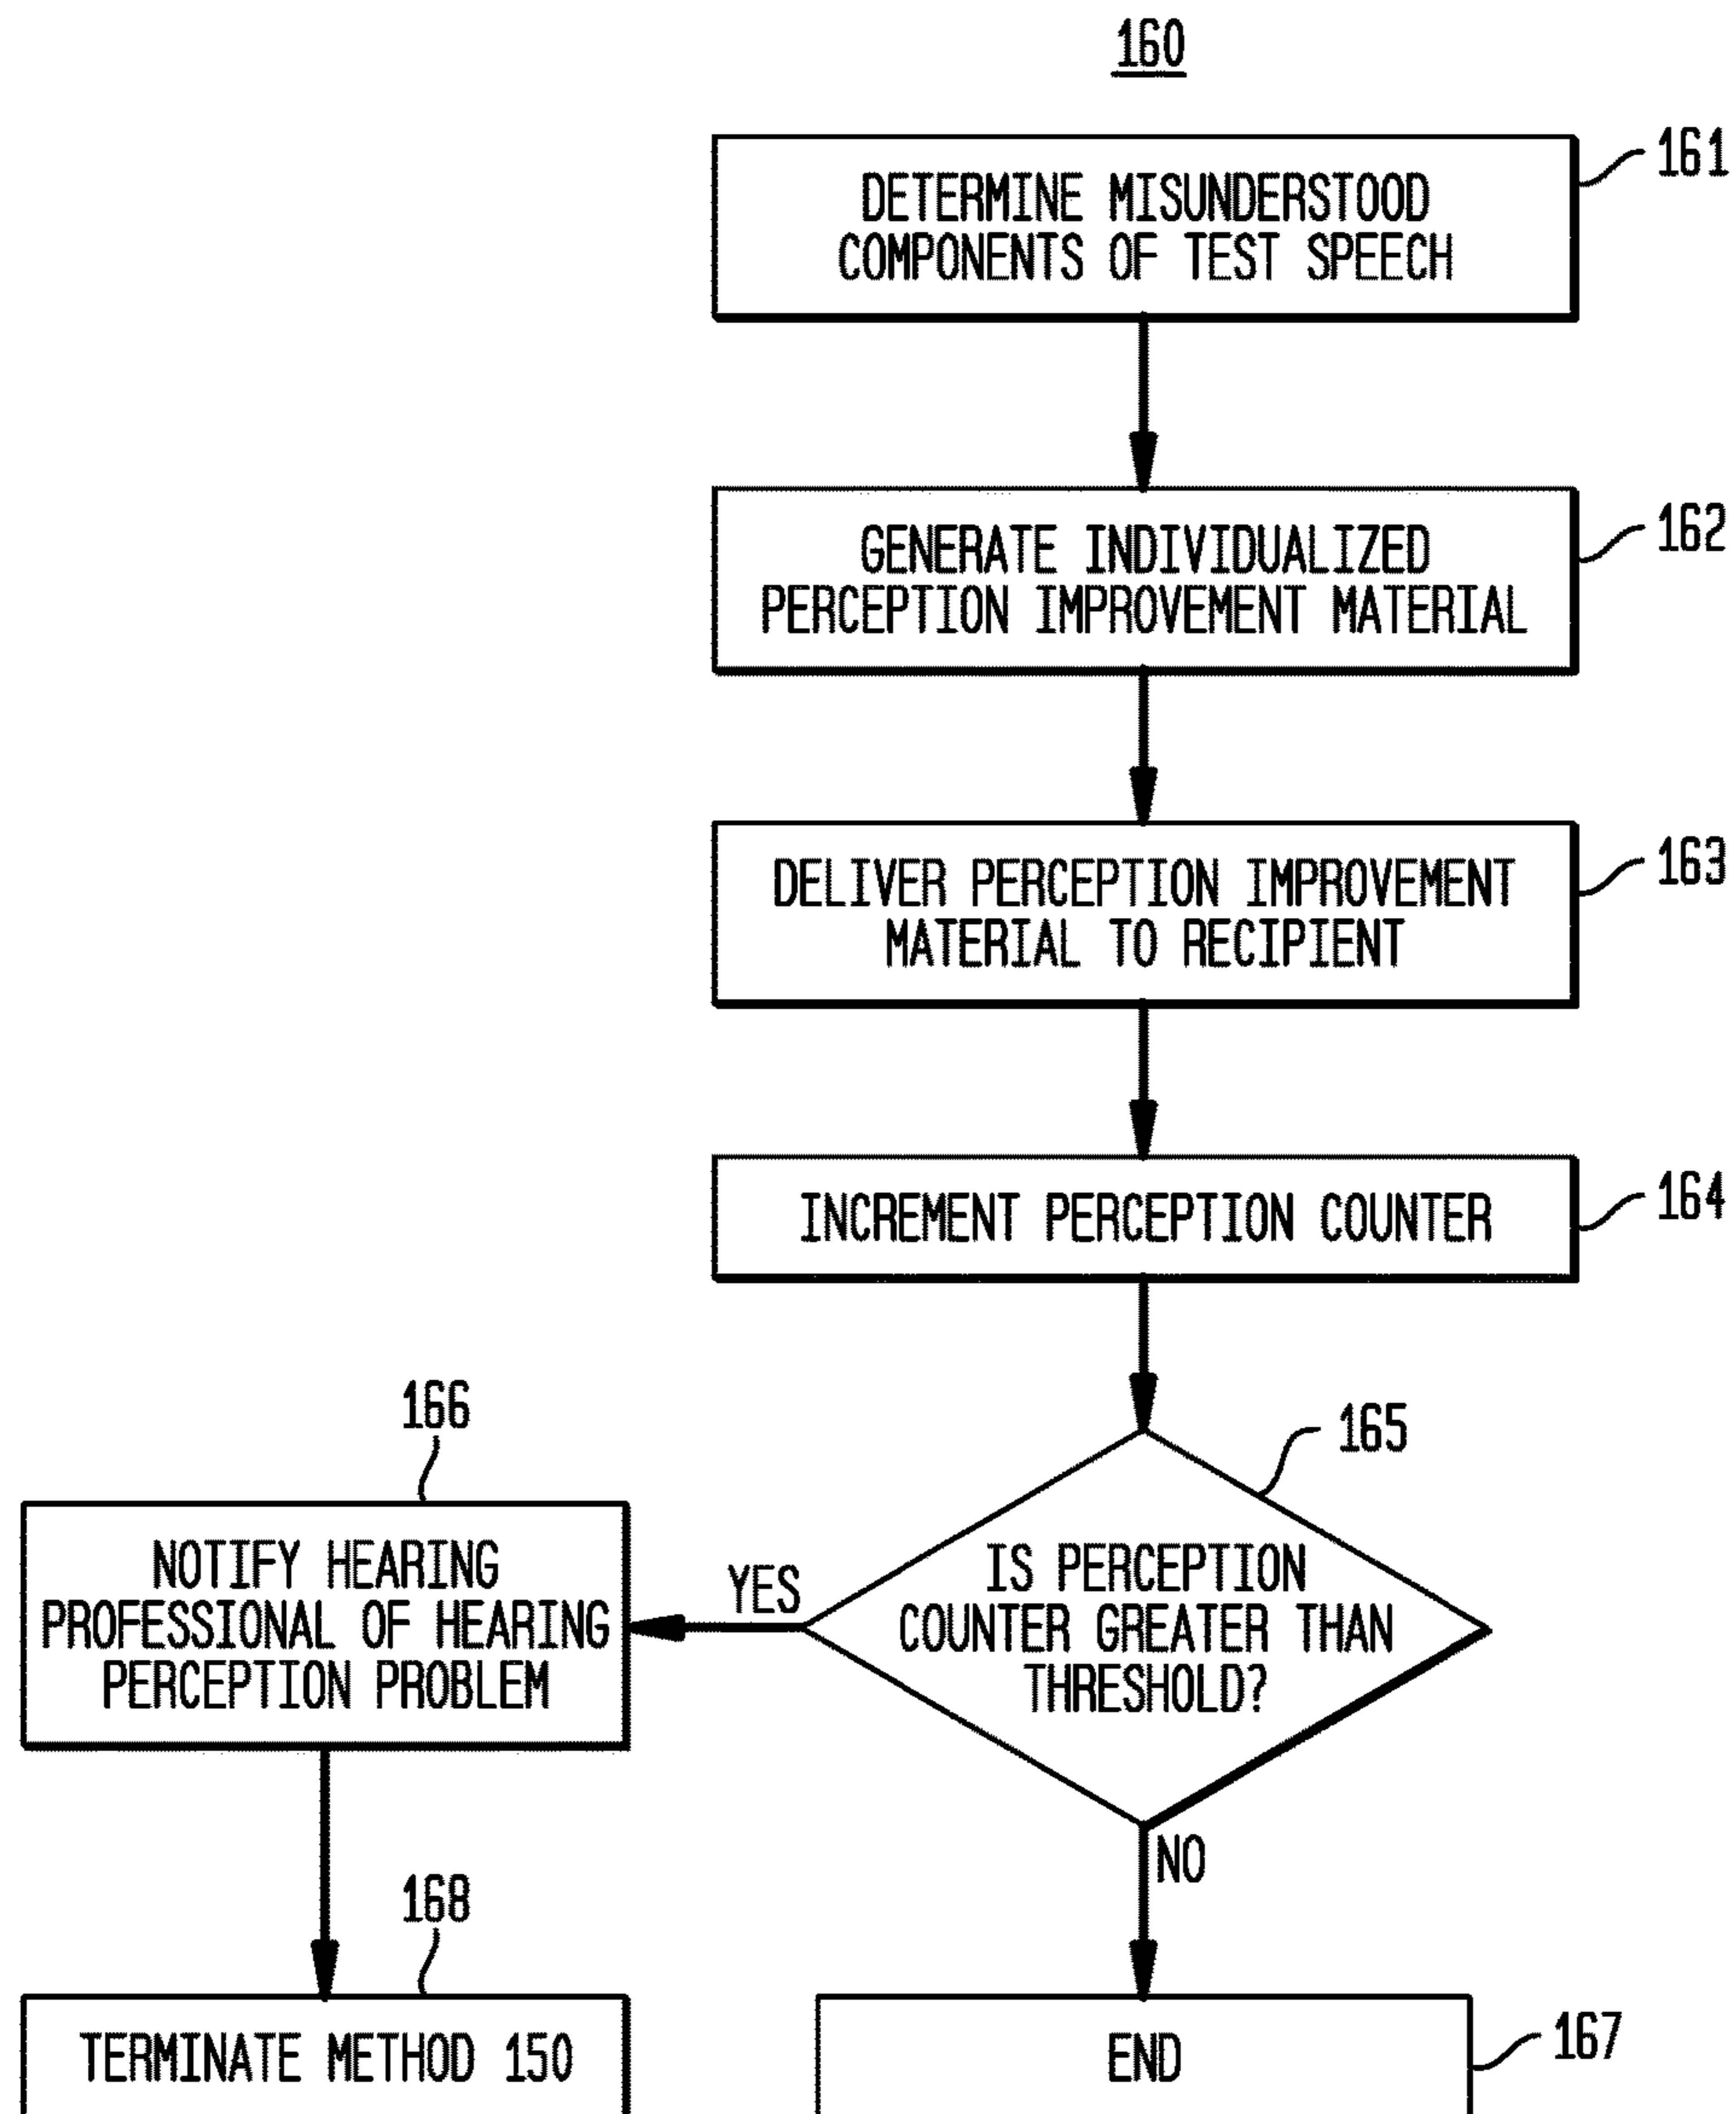 160
161
DETERMINE MISUNDERSTOOD
COMPONENTS OF TEST SPEECH
162
GENERATE INDIVIDUALIZED
PERCEPTION IMPROVEMENT MATERIAL
163
DELIVER PERCEPTION IMPROVEMENT
MATERIAL TO RECIPIENT
164
INCREMENT PERCEPTION COUNTER
165
IS PERCEPTION
COUNTER GREATER THAN
THRESHOLD?
YES
166
NOTIFY HEARING
PROFESSIONAL OF HEARING
PERCEPTION PROBLEM
NO
168
TERMINATE METHOD 150
167
END